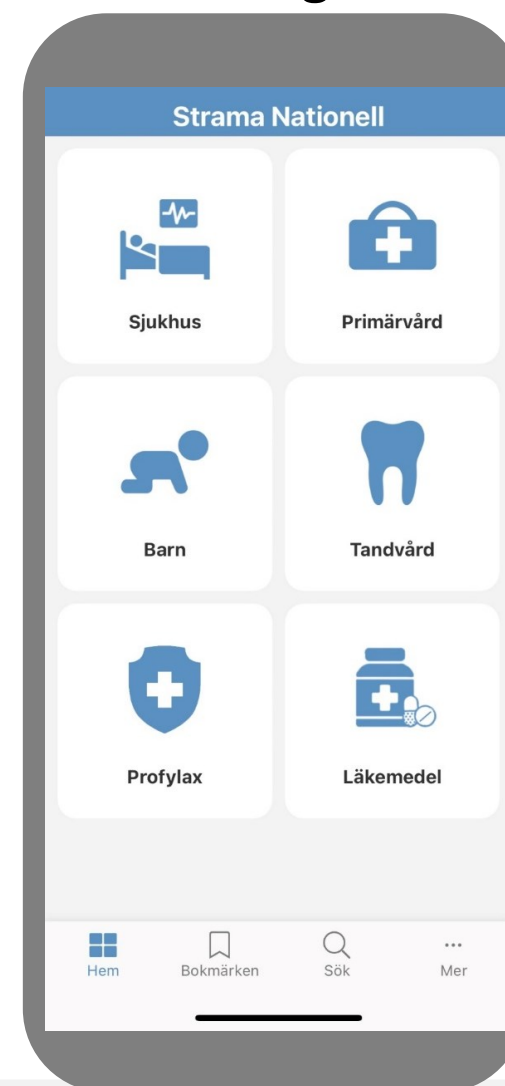 Strama Nationell
Sjukhus
Primärvård
Barn
Tandvård
Profylax
Läkemedel
Hem
Bokmärken
Sök
Mer